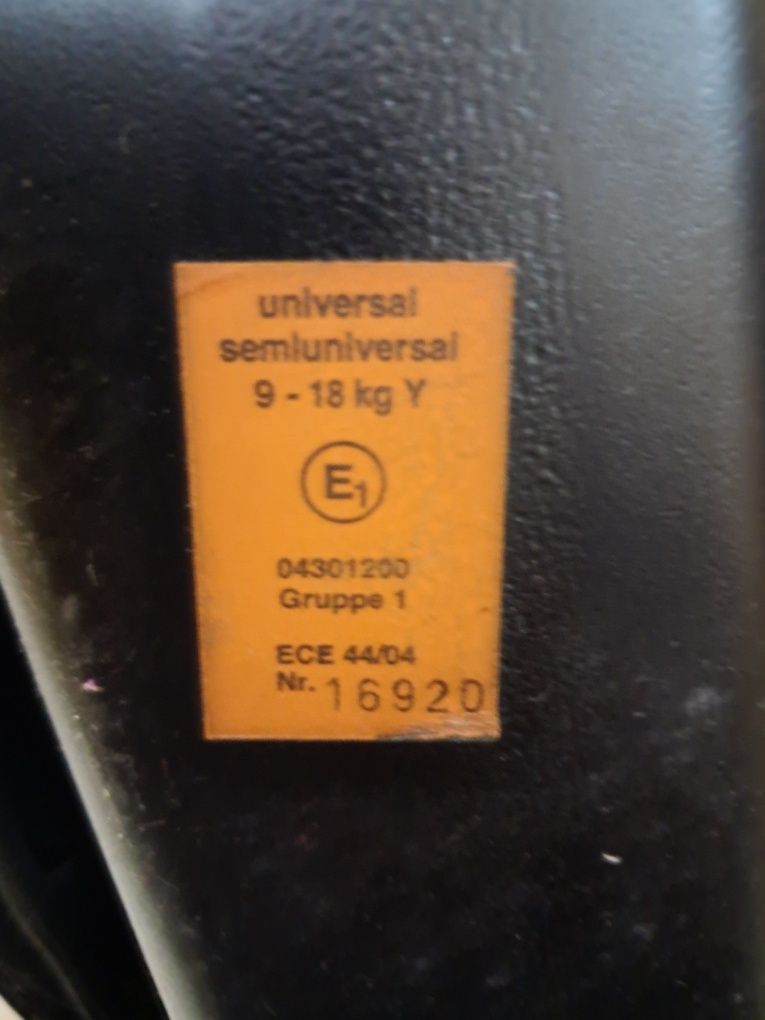 universal
semiuniversal
9 - 18 kg Y
E1
04301200
Gruppe 1
ECE 44/04
Nr. 16920